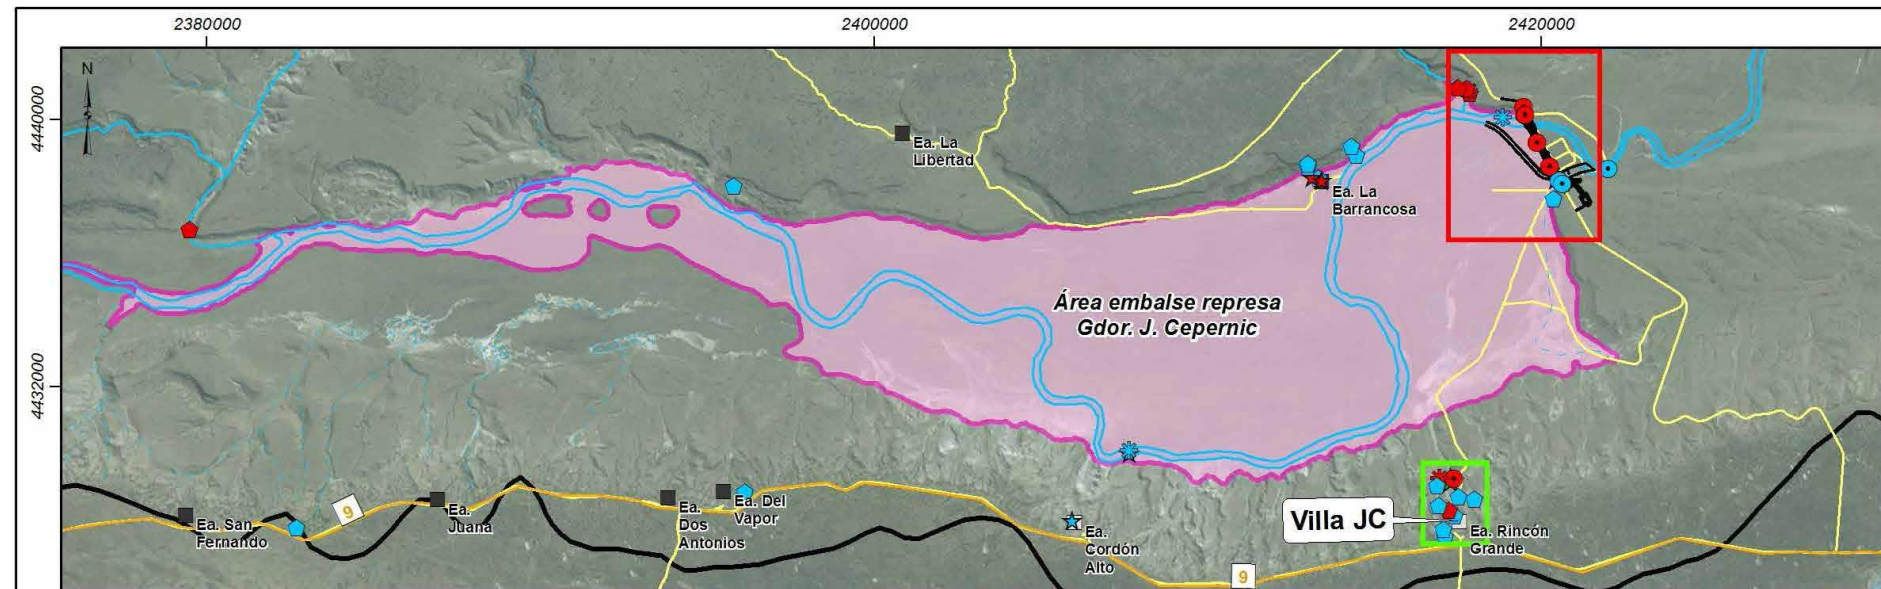 2380000
2400000
2420000
N
4440000
4432000
Ea. La
Libertad
Ea. La
Barrancosa
Área embalse represa
Gdor. J. Cepernic
Villa JC
9
Ea. San
Fernando
Ea.
Juana
Ea.
Dos
Antonios
Ea. Del
Vapor
Ea.
Cordón
Alto
Ea. Rincón
Grande
9